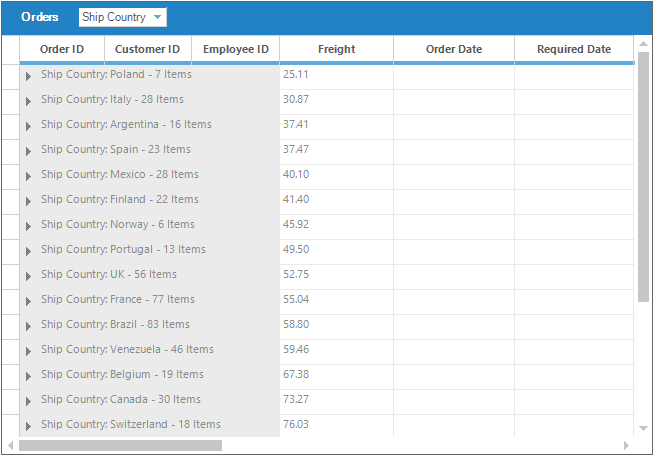 Orders Ship Country
Order ID Customer ID Employee ID Freight Order Date Required Date
Ship Country: Poland - 7 Items 25.11
Ship Country: Italy - 28 Items 30.87
Ship Country: Argentina - 16 Items 37.41
Ship Country: Spain - 23 Items 37.47
Ship Country: Mexico - 28 Items 40.10
Ship Country: Finland - 22 Items 41.40
Ship Country: Norway - 6 Items 45.92
Ship Country: Portugal - 13 Items 49.50
Ship Country: UK - 56 Items 52.75
Ship Country: France - 77 Items 55.04
Ship Country: Brazil - 83 Items 58.80
Ship Country: Venezuela - 46 Items 59.46
Ship Country: Belgium - 19 Items 67.38
Ship Country: Canada - 30 Items 73.27
Ship Country: Switzerland - 18 Items 76.03